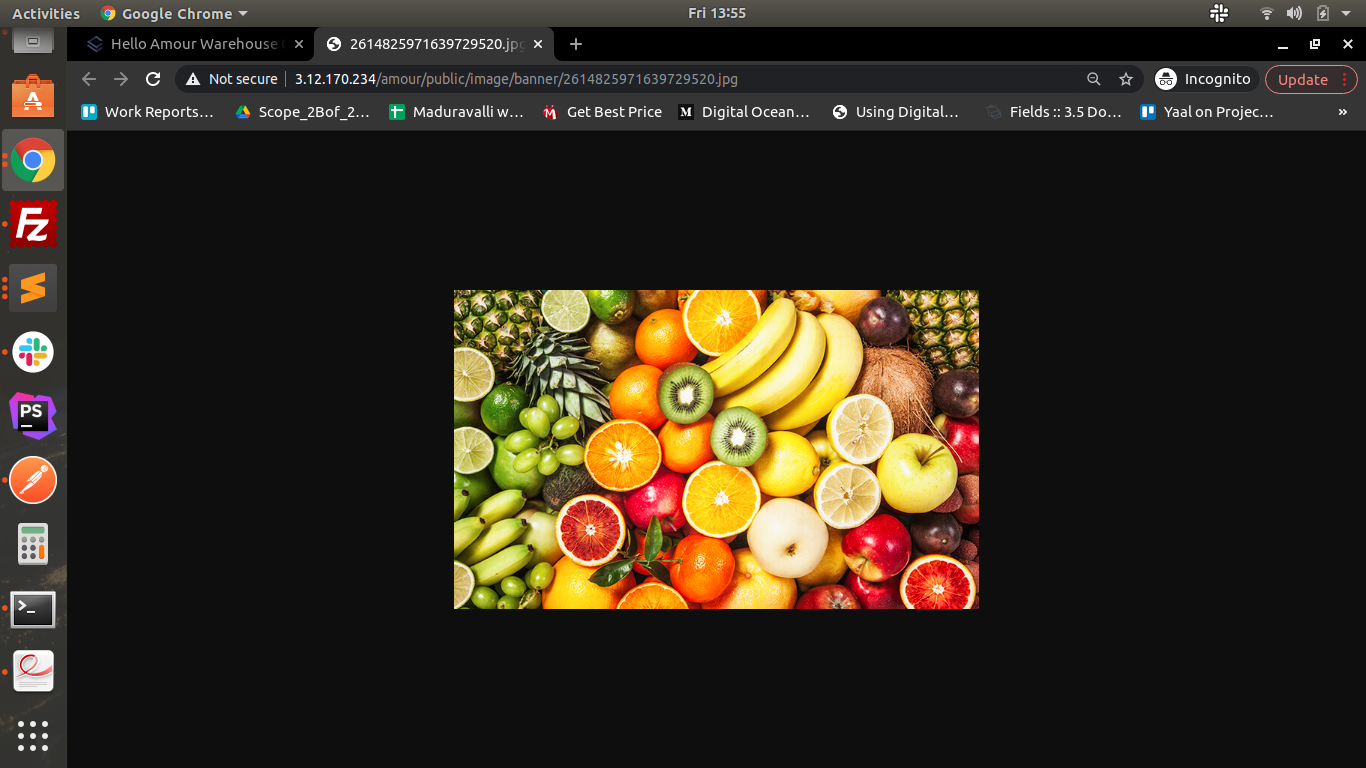 Activities Google Chrome Fri 13:55
Hello Amour Warehouse 2614825971639729520.jpg
Not secure 3.12.170.234/amour/public/image/banner/2614825971639729520.jpg Incognito Update
Work Reports… Scope_2Bof_2… Maduravalli w… M Get Best Price M Digital Ocean… Using Digital… Fields :: 3.5 Do… Yaal on Projec… »
A
Fz
PS
>_